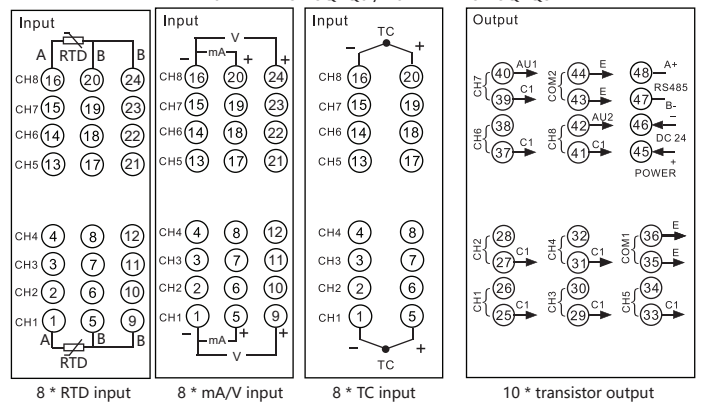 Input
A RTD B B
CH8 16 20 24
CH7 15 19 23
CH6 14 18 22
CH5 13 17 21
CH4 4 8 12
CH3 3 7 11
CH2 2 6 10
CH1 1 5 9
A B B
RTD
8 * RTD input
Input
V
− mA + +
CH8 16 20 24
CH7 15 19 23
CH6 14 18 22
CH5 13 17 21
CH4 4 8 12
CH3 3 7 11
CH2 2 6 10
CH1 1 5 9
− mA + +
V
8 * mA/V input
Input
TC
− +
CH8 16 20
CH7 15 19
CH6 14 18
CH5 13 17
CH4 4 8
CH3 3 7
CH2 2 6
CH1 1 5
− +
TC
8 * TC input
Output
CH7 40 AU1 COM2 44 E 48 A+
39 C1 43 E 47 RS485 B-
CH6 38 CH8 42 AU2 46 −
37 C1 41 C1 45 DC 24 +
POWER
CH2 28 CH4 32 COM1 36 E
27 C1 31 C1 35 E
CH1 26 CH3 30 CH5 34
25 C1 29 C1 33 C1
10 * transistor output